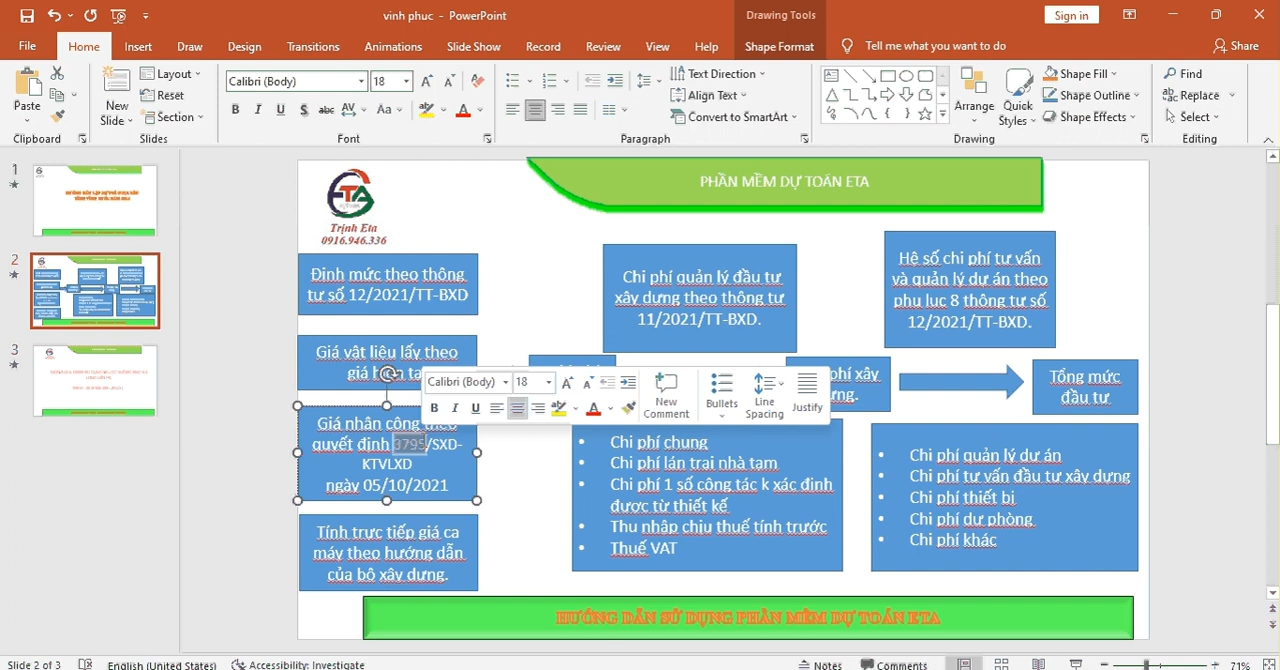 vinh phuc - PowerPoint
Drawing Tools
Sign in
File
Home
Insert
Draw
Design
Transitions
Animations
Slide Show
Record
Review
View
Help
Shape Format
Tell me what you want to do
Share
Paste
Clipboard
New
Slide
Layout
Reset
Section
Slides
Calibri (Body)
18
Font
Text Direction
Align Text
Convert to SmartArt
Paragraph
Arrange
Quick
Styles
Shape Fill
Shape Outline
Shape Effects
Drawing
Find
Replace
Select
Editing
1
2
3
ETA
Trịnh Eta
0916.946.336
PHẦN MỀM DỰ TOÁN ETA
Định mức theo thông
tư số 12/2021/TT-BXD
Chi phí quản lý đầu tư
xây dựng theo thông tư
11/2021/TT-BXD.
Hệ số chi phí tư vấn
và quản lý dự án theo
phụ lục 8 thông tư số
12/2021/TT-BXD.
Giá vật liệu lấy theo
phí xây
Tổng mức
đầu tư
Calibri (Body)
18
New
Comment
Bullets
Line
Spacing
Justify
Giá nhân công theo
quyết định 3795/SXD-
KTVLXD
ngày 05/10/2021
• Chi phí chung
• Chi phí lán trại nhà tạm
• Chi phí 1 số công tác k xác định
được từ thiết kế
• Thu nhập chịu thuế tính trước
• Thuế VAT
• Chi phí quản lý dự án
• Chi phí tư vấn đầu tư xây dựng
• Chi phí thiết bị
• Chi phí dự phòng
• Chi phí khác
Tính trực tiếp giá ca
máy theo hướng dẫn
của bộ xây dựng.
HƯỚNG DẪN SỬ DỤNG PHẦN MỀM DỰ TOÁN ETA
Slide 2 of 3
English (United States)
Accessibility: Investigate
Notes
Comments
71%